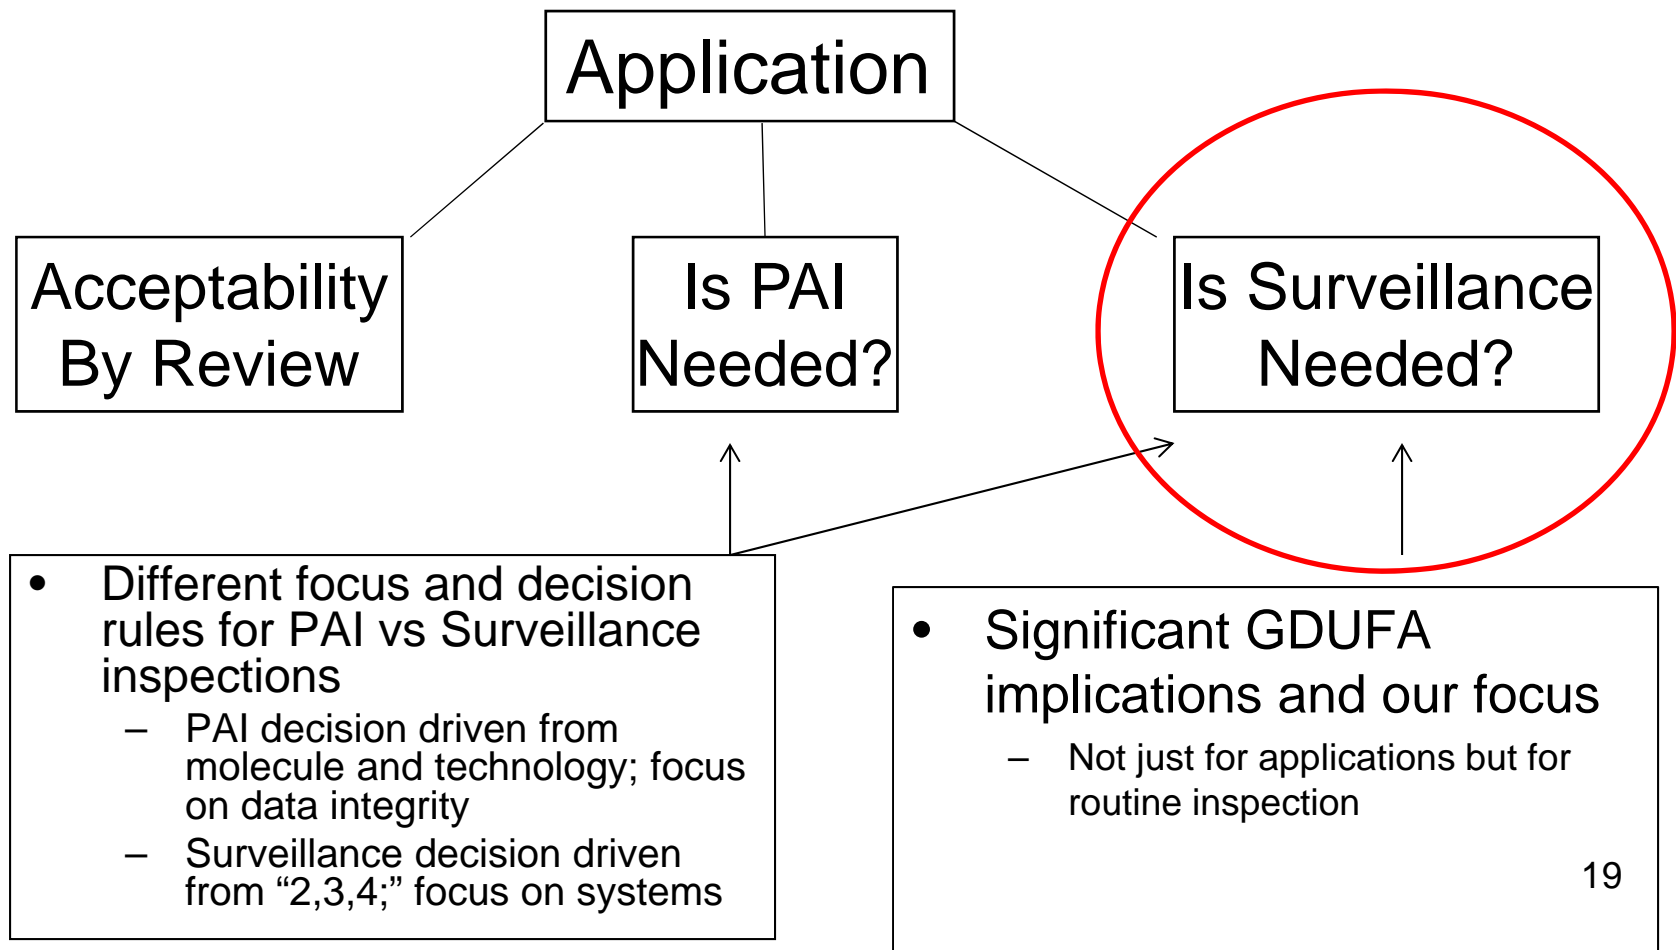 Application
Acceptability
By Review
Is PAI
Needed?
Is Surveillance
Needed?
• Different focus and decision
rules for PAI vs Surveillance
inspections
– PAI decision driven from
molecule and technology; focus
on data integrity
– Surveillance decision driven
from “2,3,4;” focus on systems
• Significant GDUFA
implications and our focus
– Not just for applications but for
routine inspection
19